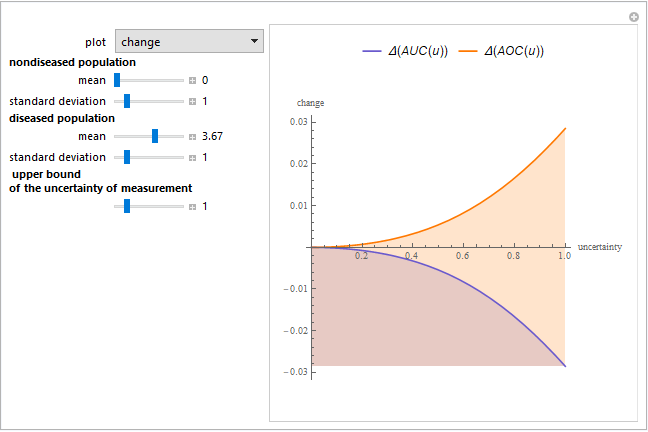 plot change
nondiseased population
mean 0
standard deviation 1
diseased population
mean 3.67
standard deviation 1
upper bound
of the uncertainty of measurement
1
Δ(AUC(u)) Δ(AOC(u))
change
0.03
0.02
0.01
uncertainty
0.2 0.4 0.6 0.8 1.0
-0.01
-0.02
-0.03